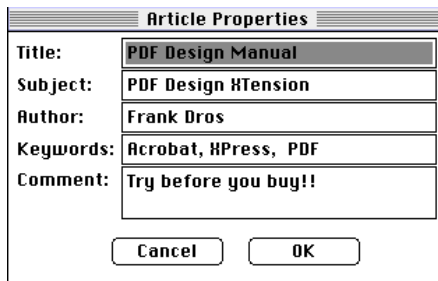 Article Properties
Title: PDF Design Manual
Subject: PDF Design XTension
Author: Frank Dros
Keywords: Acrobat, XPress, PDF
Comment: Try before you buy!!
Cancel OK